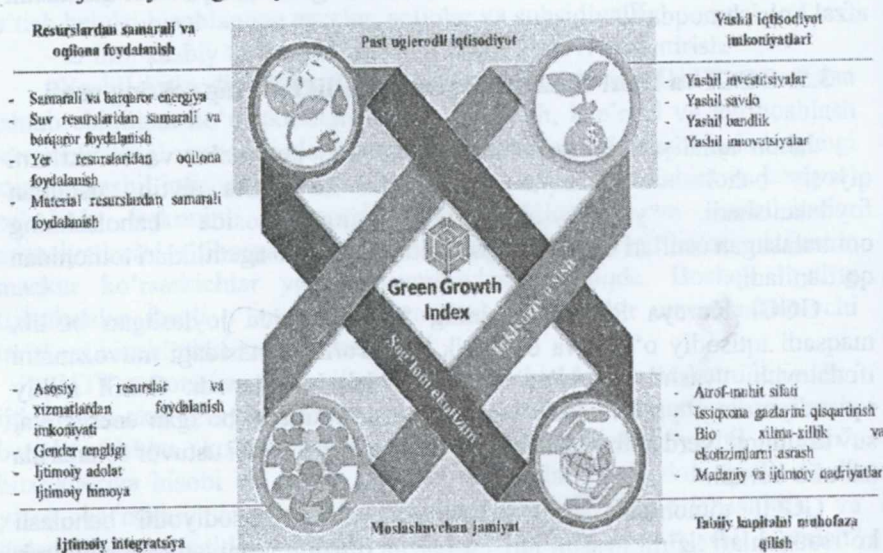 Resurslardan samarali va
oqilona foydalanish
Past uglerodli iqtisodiyot
Yashil iqtisodiyot
imkoniyatlari
- Samarali va barqaror energiya
- Suv resurslaridan samarali va
barqaror foydalanish
- Yer resurslaridan oqilona
foydalanish
- Material resurslardan samarali
foydalanish
- Yashil investitsiyalar
- Yashil savdo
- Yashil bandlik
- Yashil innovatsiyalar
Green Growth
Index
Sog'lom ekotizim
Inklyuziv o'sish
- Asosiy resurslar va
xizmatlardan foydalanish
imkoniyati
- Gender tengligi
- Ijtimoiy adolat
- Ijtimoiy himoya
- Atrof-muhit sifati
- Issiqxona gazlarini qisqartirish
- Bio xilma-xillik va
ekotizimlarni asrash
- Madaniy va ijtimoiy qadriyatlar
Ijtimoiy integratsiya
Moslashuvchan jamiyat
Tabiiy kapitalni muhofaza
qilish